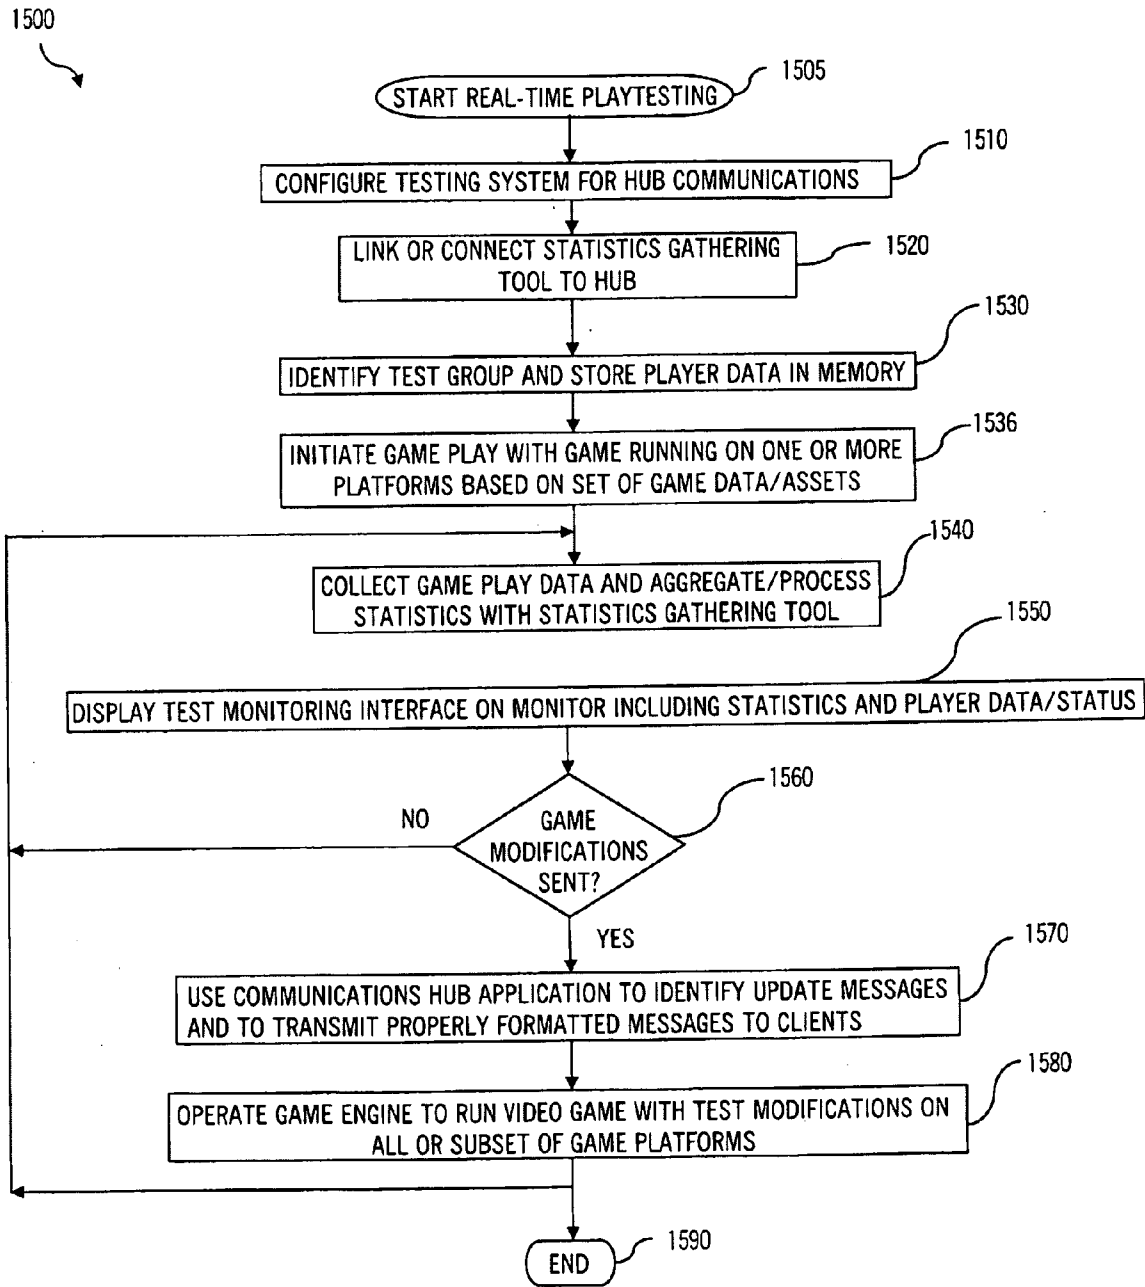 1500
START REAL-TIME PLAYTESTING
1505
CONFIGURE TESTING SYSTEM FOR HUB COMMUNICATIONS
1510
LINK OR CONNECT STATISTICS GATHERING
TOOL TO HUB
1520
IDENTIFY TEST GROUP AND STORE PLAYER DATA IN MEMORY
1530
INITIATE GAME PLAY WITH GAME RUNNING ON ONE OR MORE
PLATFORMS BASED ON SET OF GAME DATA/ASSETS
1536
COLLECT GAME PLAY DATA AND AGGREGATE/PROCESS
STATISTICS WITH STATISTICS GATHERING TOOL
1540
DISPLAY TEST MONITORING INTERFACE ON MONITOR INCLUDING STATISTICS AND PLAYER DATA/STATUS
1550
GAME
MODIFICATIONS
SENT?
1560
NO
YES
USE COMMUNICATIONS HUB APPLICATION TO IDENTIFY UPDATE MESSAGES
AND TO TRANSMIT PROPERLY FORMATTED MESSAGES TO CLIENTS
1570
OPERATE GAME ENGINE TO RUN VIDEO GAME WITH TEST MODIFICATIONS ON
ALL OR SUBSET OF GAME PLATFORMS
1580
END
1590